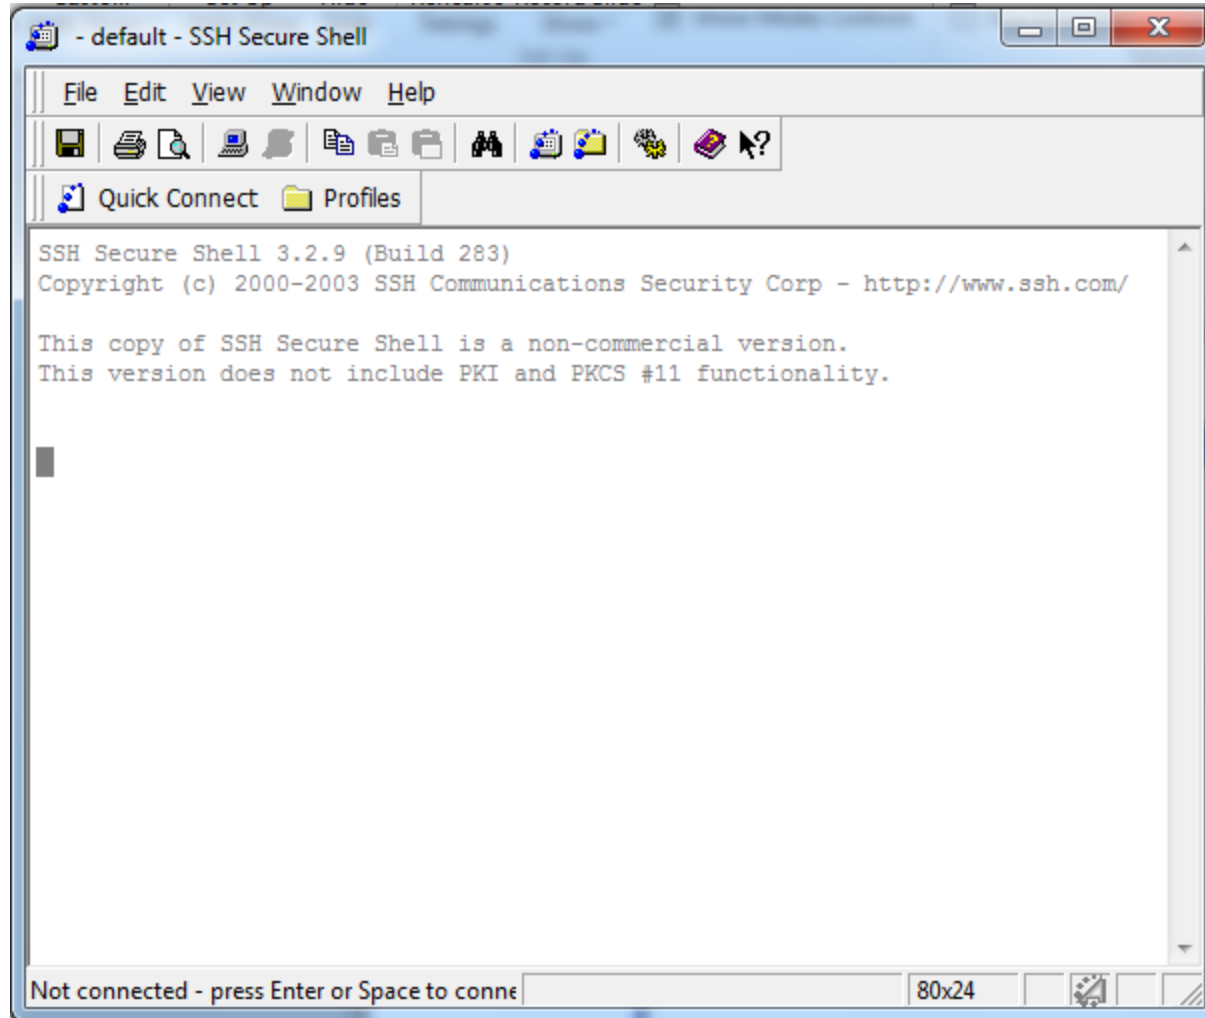 - default - SSH Secure Shell
File Edit View Window Help
Quick Connect Profiles
SSH Secure Shell 3.2.9 (Build 283)
Copyright (c) 2000-2003 SSH Communications Security Corp - http://www.ssh.com/
This copy of SSH Secure Shell is a non-commercial version.
This version does not include PKI and PKCS #11 functionality.
Not connected - press Enter or Space to conne 80x24